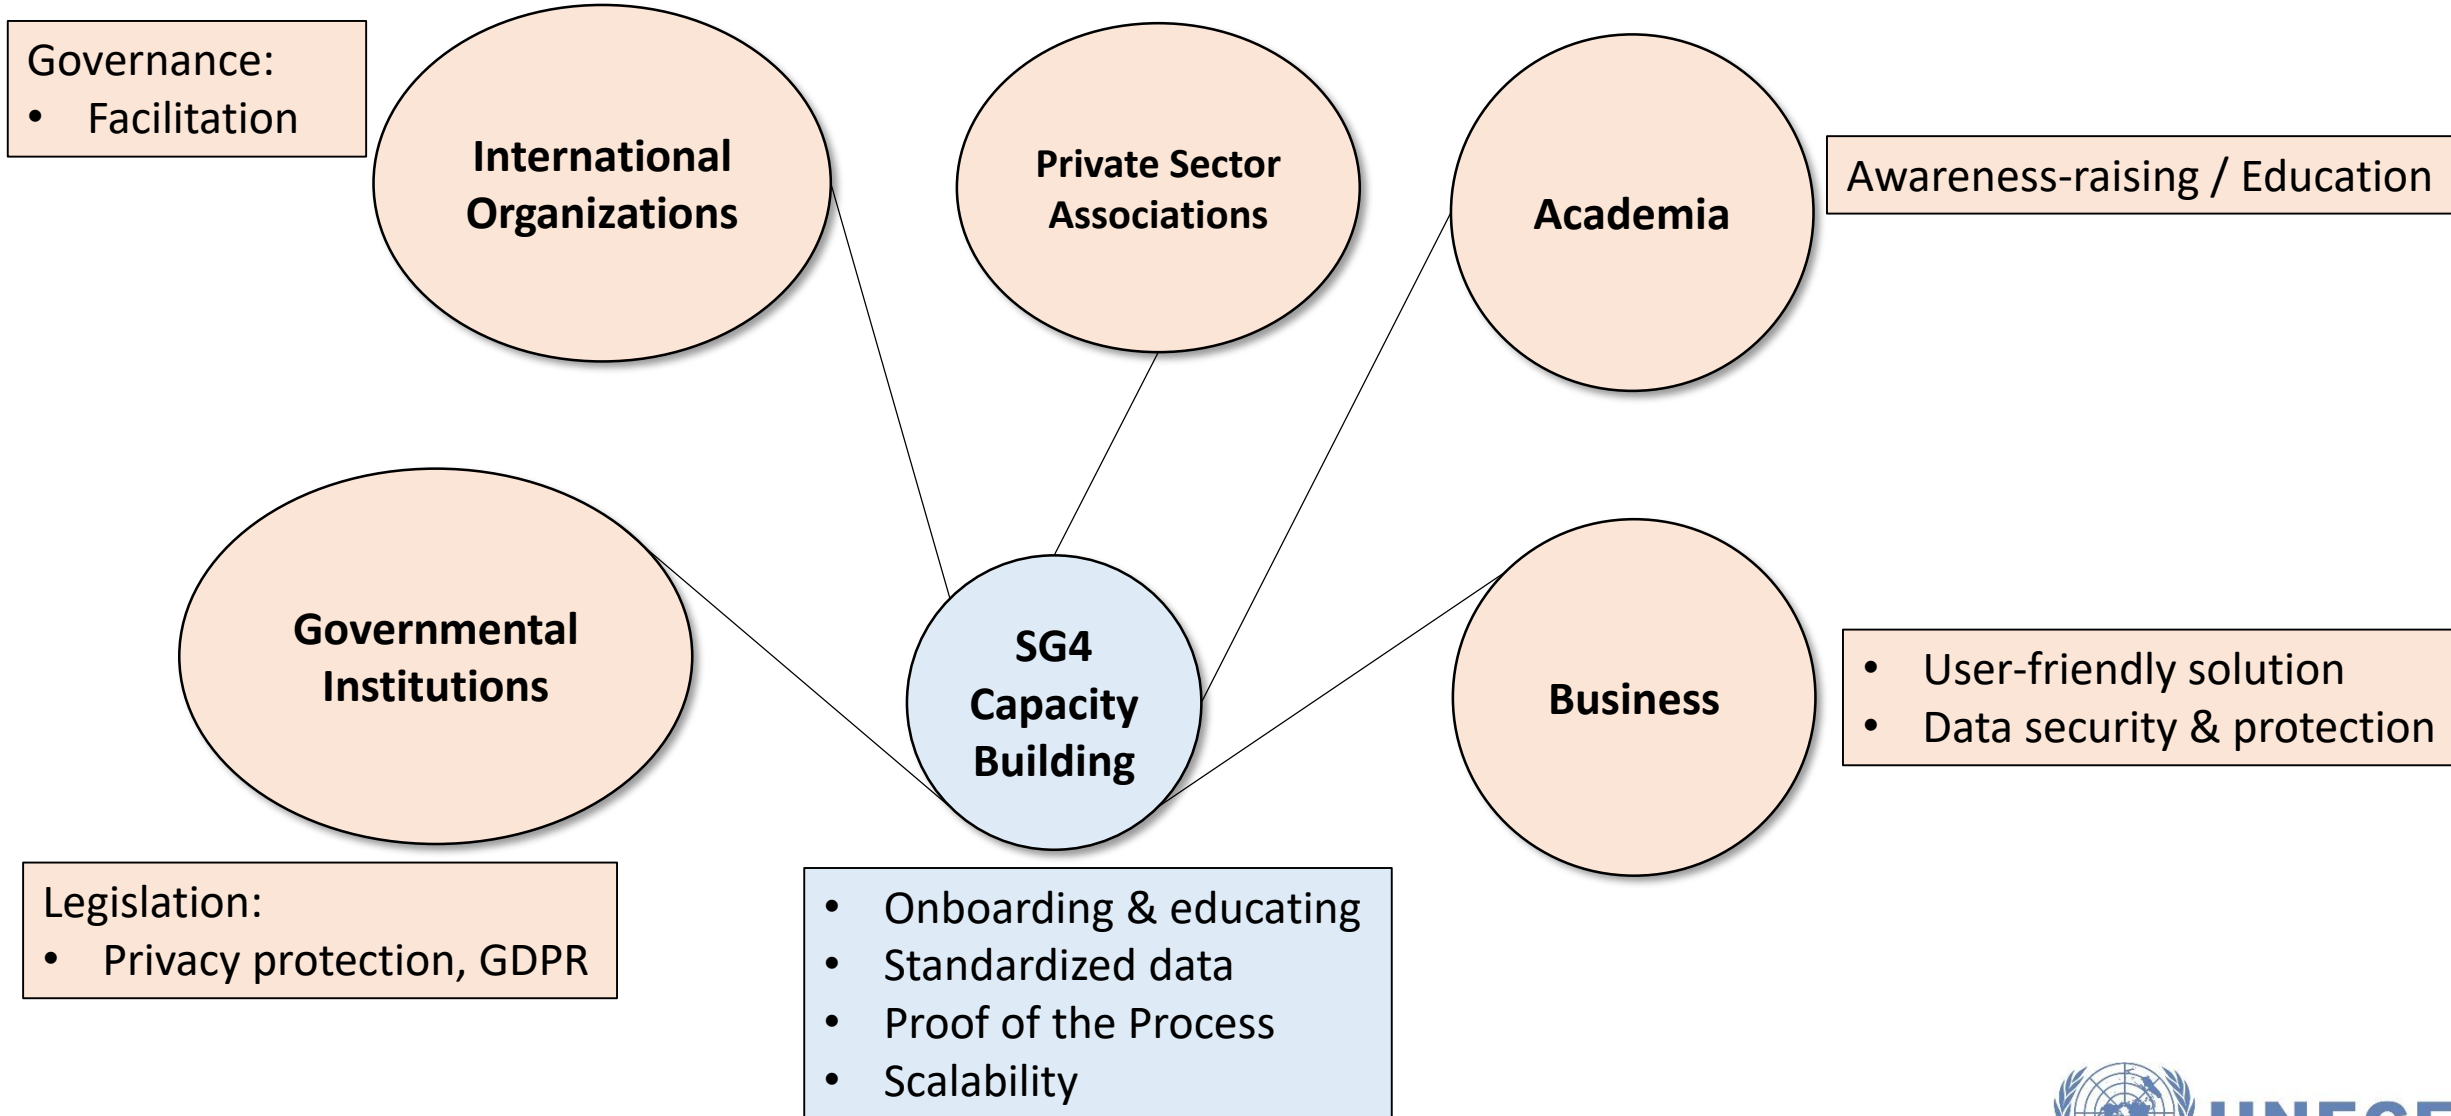 Governance:
• Facilitation
International
Organizations
Private Sector
Associations
Academia
Awareness-raising / Education
Governmental
Institutions
SG4
Capacity
Building
Business
• User-friendly solution
• Data security & protection
Legislation:
• Privacy protection, GDPR
• Onboarding & educating
• Standardized data
• Proof of the Process
• Scalability
UNECE